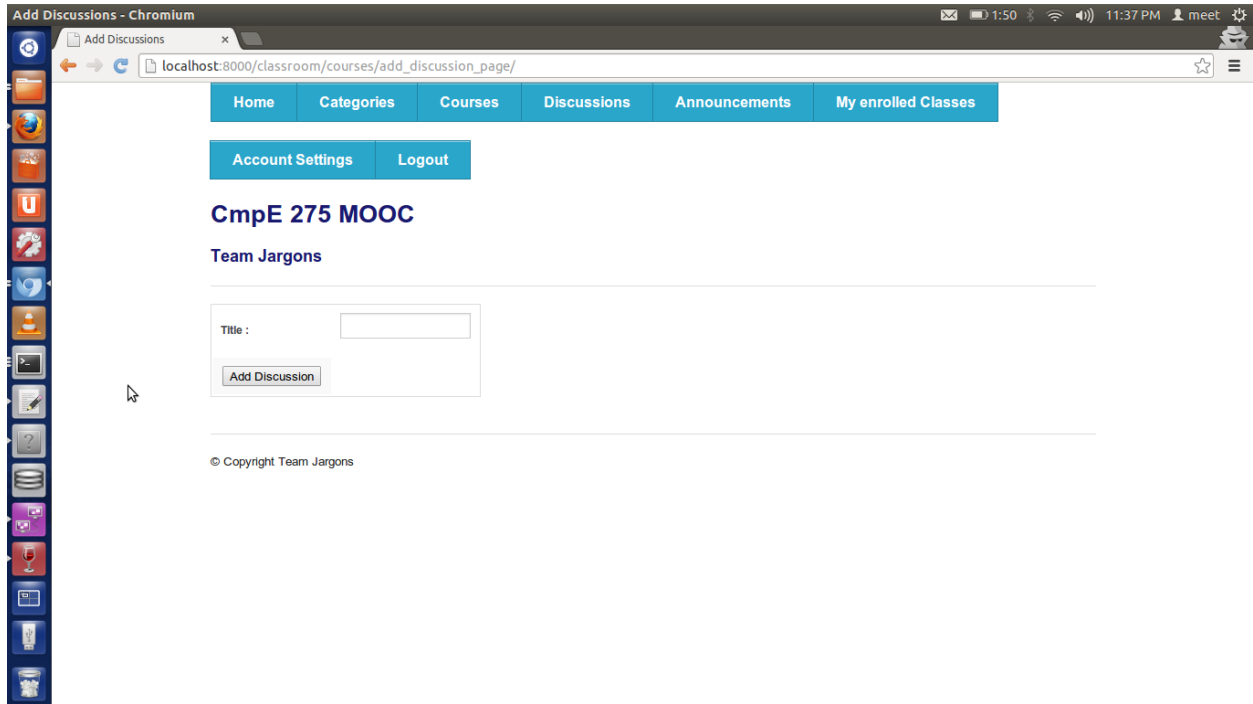 Add Discussions - Chromium
1:50
11:37 PM
meet
Add Discussions
localhost:8000/classroom/courses/add_discussion_page/
Home Categories Courses Discussions Announcements My enrolled Classes
Account Settings Logout
CmpE 275 MOOC
Team Jargons
Title :
Add Discussion
© Copyright Team Jargons